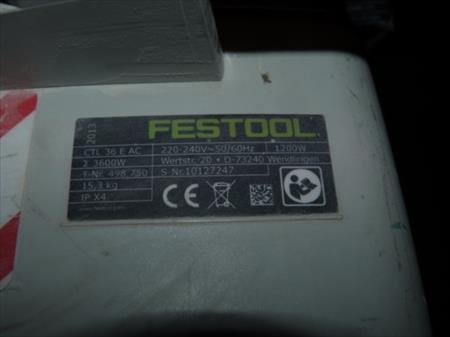 2013
FESTOOL
CTL 36 E AC 220-240V~50/60Hz 1200W
Σ 3600W Wertstr. 20 • D-73240 Wendlingen
T-Nr 498 780 S-Nr.10127247
15,3 kg
IP X4 CE